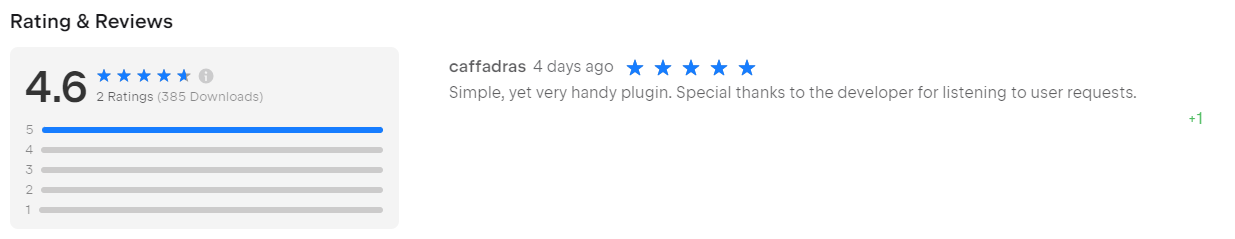 Rating & Reviews
4.6
2 Ratings (385 Downloads)
5
4
3
2
1
caffadras 4 days ago
Simple, yet very handy plugin. Special thanks to the developer for listening to user requests.
+1